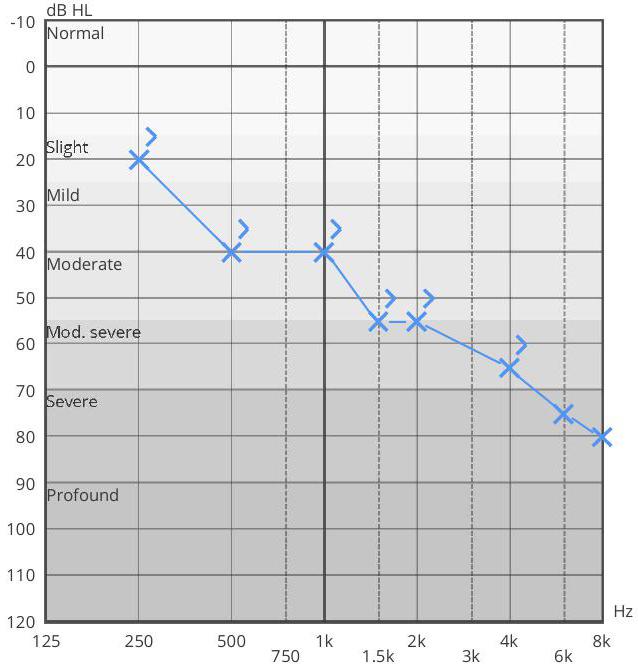 dB HL
-10
Normal
0
10
Slight
20
Mild
30
40
Moderate
50
Mod. severe
60
70
Severe
80
90
Profound
100
110
120
Hz
125 250 500 1k 2k 4k 8k
750 1.5k 3k 6k